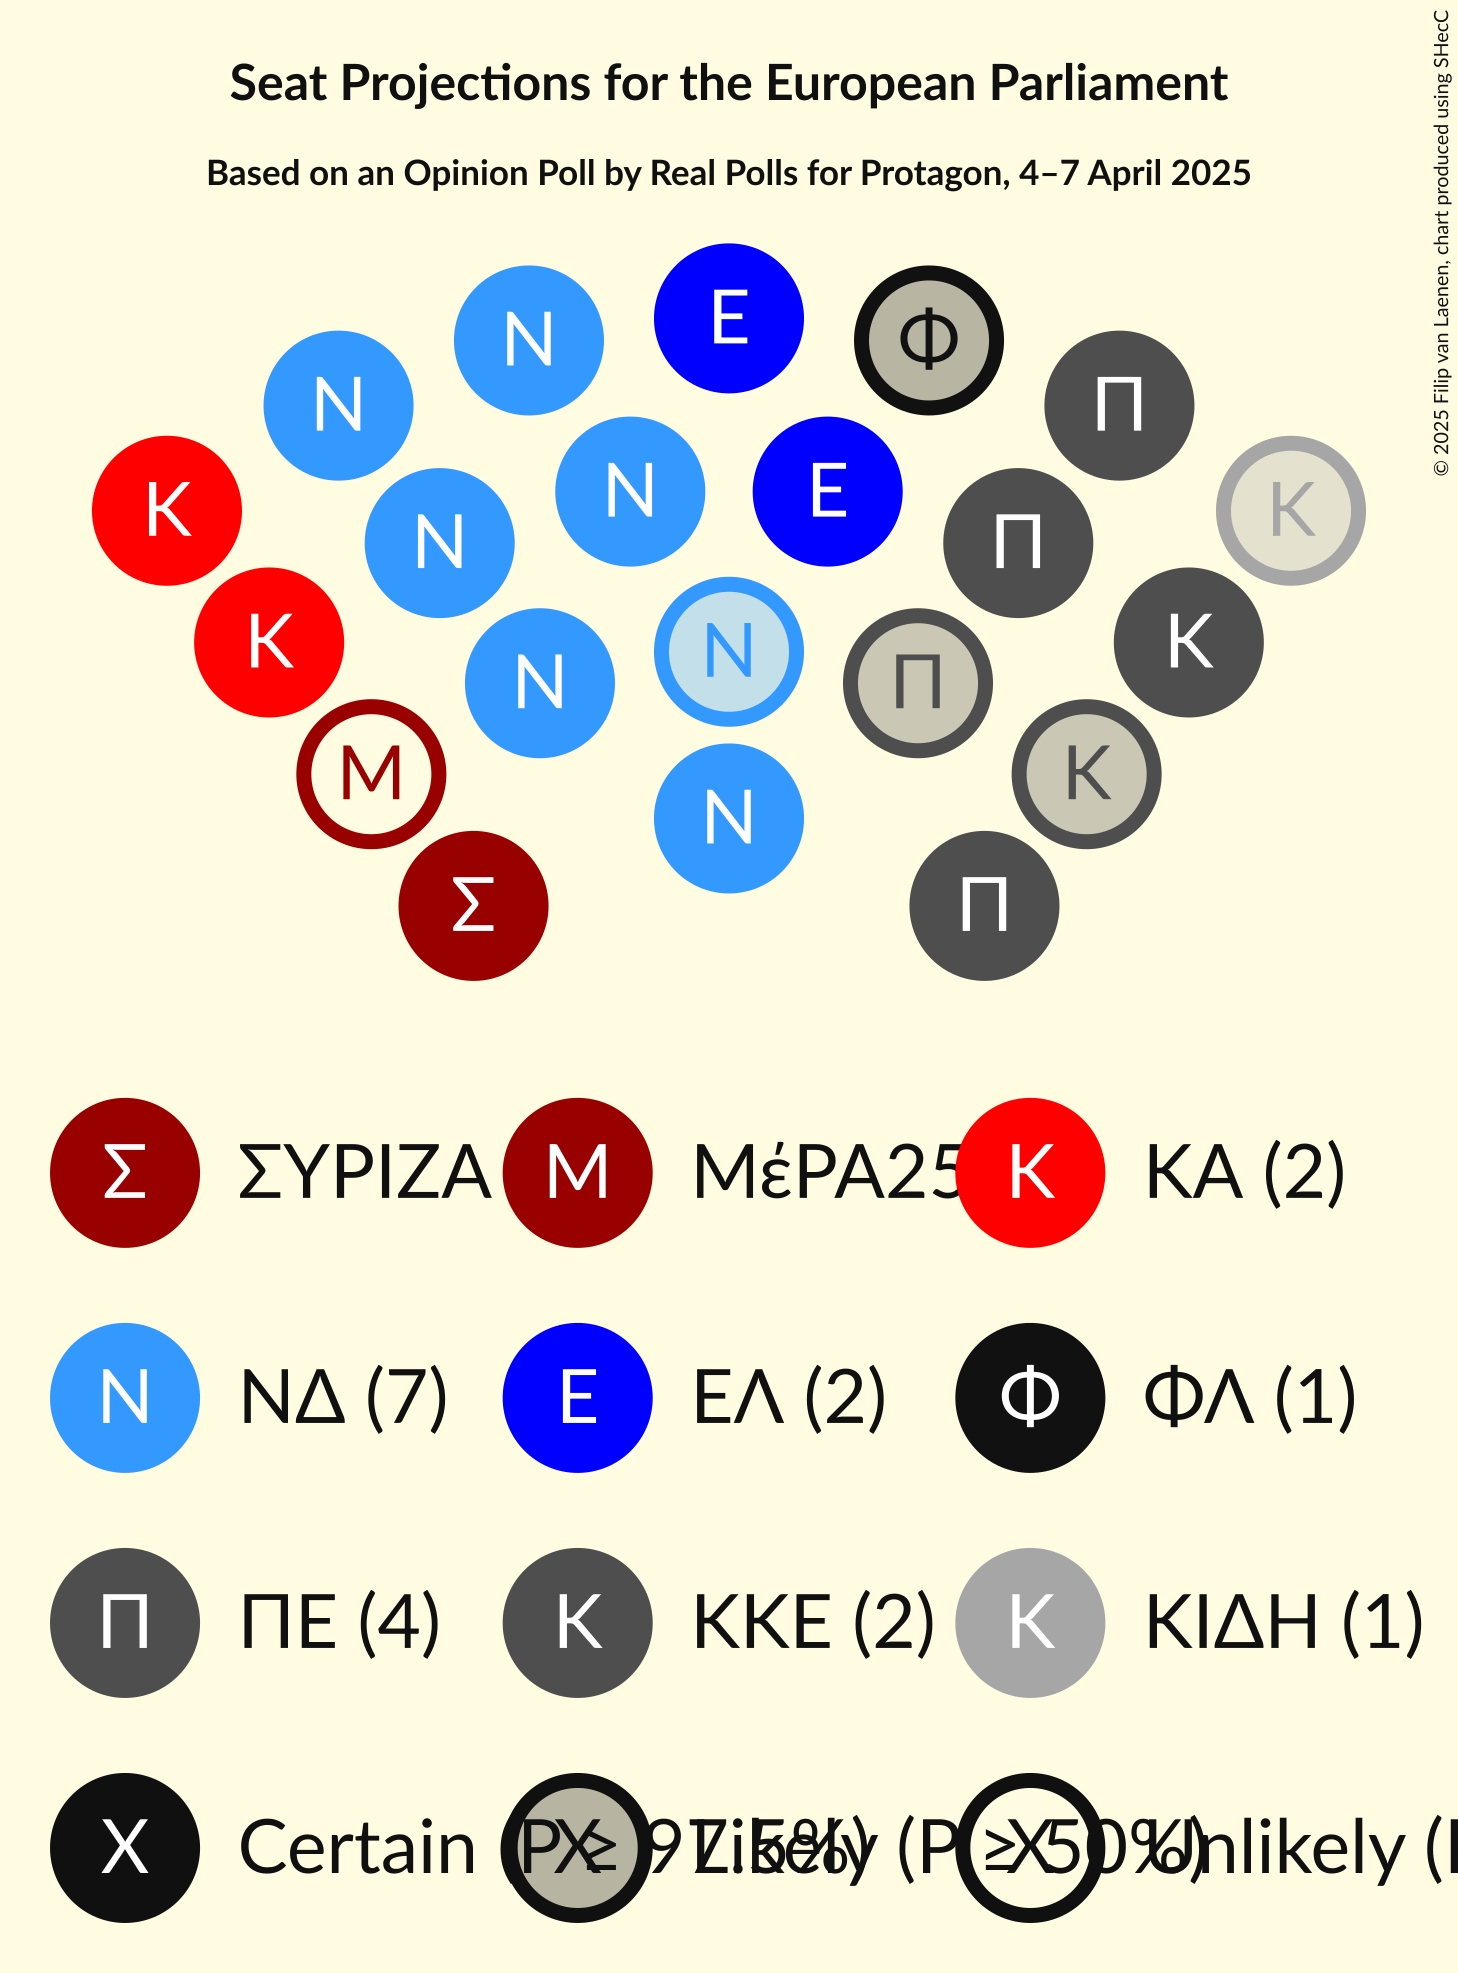 Seat Projections for the European Parliament
Based on an Opinion Poll by Real Polls for Protagon, 4–7 April 2025
© 2025 Filip van Laenen, chart produced using SHecC
Ε
Ν Φ
Ν Π
Ν Ε
Κ Κ
Ν Π
Κ Κ
Ν
Ν Π
Μ Κ
Ν
Σ Π
Σ ΣΥΡΙΖΑ Μ ΜέΡΑ25 Κ ΚΑ (2)
Ν ΝΔ (7) Ε ΕΛ (2) Φ ΦΛ (1)
Π ΠΕ (4) Κ ΚΚΕ (2) Κ ΚΙΔΗ (1)
X Certain (P ≥ 97.5%) X Likely (P ≥ 50%) X Unlikely